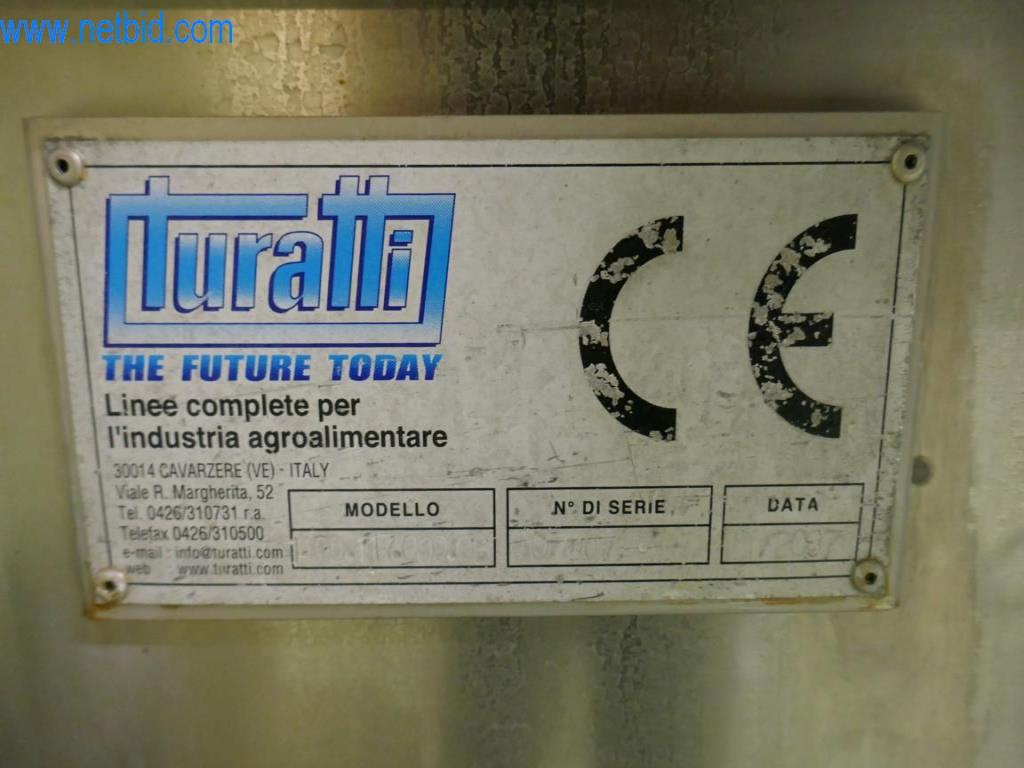 www.netbid.com
turatti
THE FUTURE TODAY
Linee complete per
l'industria agroalimentare
30014 CAVARZERE (VE) - ITALY
Viale R. Margherita, 52
Tel. 0426/310731 r.a.
Telefax 0426/310500
e-mail : info@turatti.com
web www.turatti.com
MODELLO
N° DI SERIE
DATA
CE